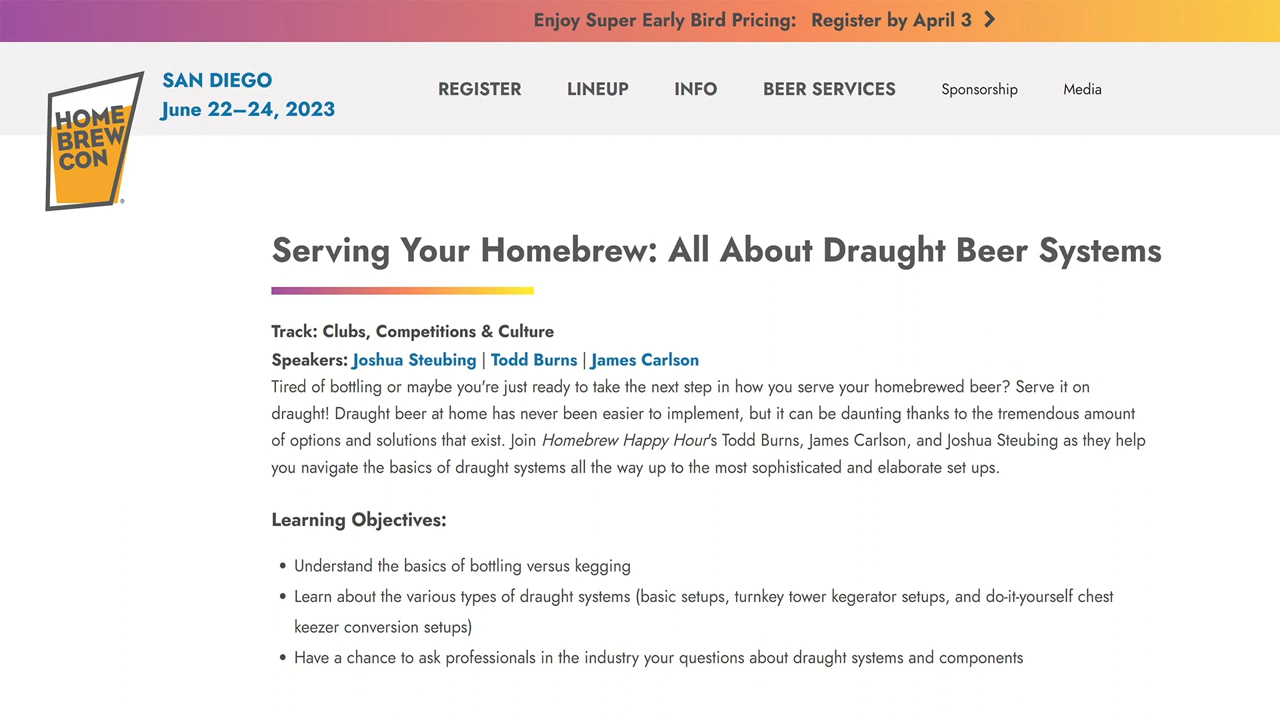 Enjoy Super Early Bird Pricing: Register by April 3
SAN DIEGO
June 22–24, 2023
REGISTER LINEUP INFO BEER SERVICES Sponsorship Media
HOME
BREW
CON
®
Serving Your Homebrew: All About Draught Beer Systems
Track: Clubs, Competitions & Culture
Speakers: Joshua Steubing | Todd Burns | James Carlson
Tired of bottling or maybe you're just ready to take the next step in how you serve your homebrewed beer? Serve it on
draught! Draught beer at home has never been easier to implement, but it can be daunting thanks to the tremendous amount
of options and solutions that exist. Join Homebrew Happy Hour's Todd Burns, James Carlson, and Joshua Steubing as they help
you navigate the basics of draught systems all the way up to the most sophisticated and elaborate set ups.
Learning Objectives:
• Understand the basics of bottling versus kegging
• Learn about the various types of draught systems (basic setups, turnkey tower kegerator setups, and do-it-yourself chest
keezer conversion setups)
• Have a chance to ask professionals in the industry your questions about draught systems and components